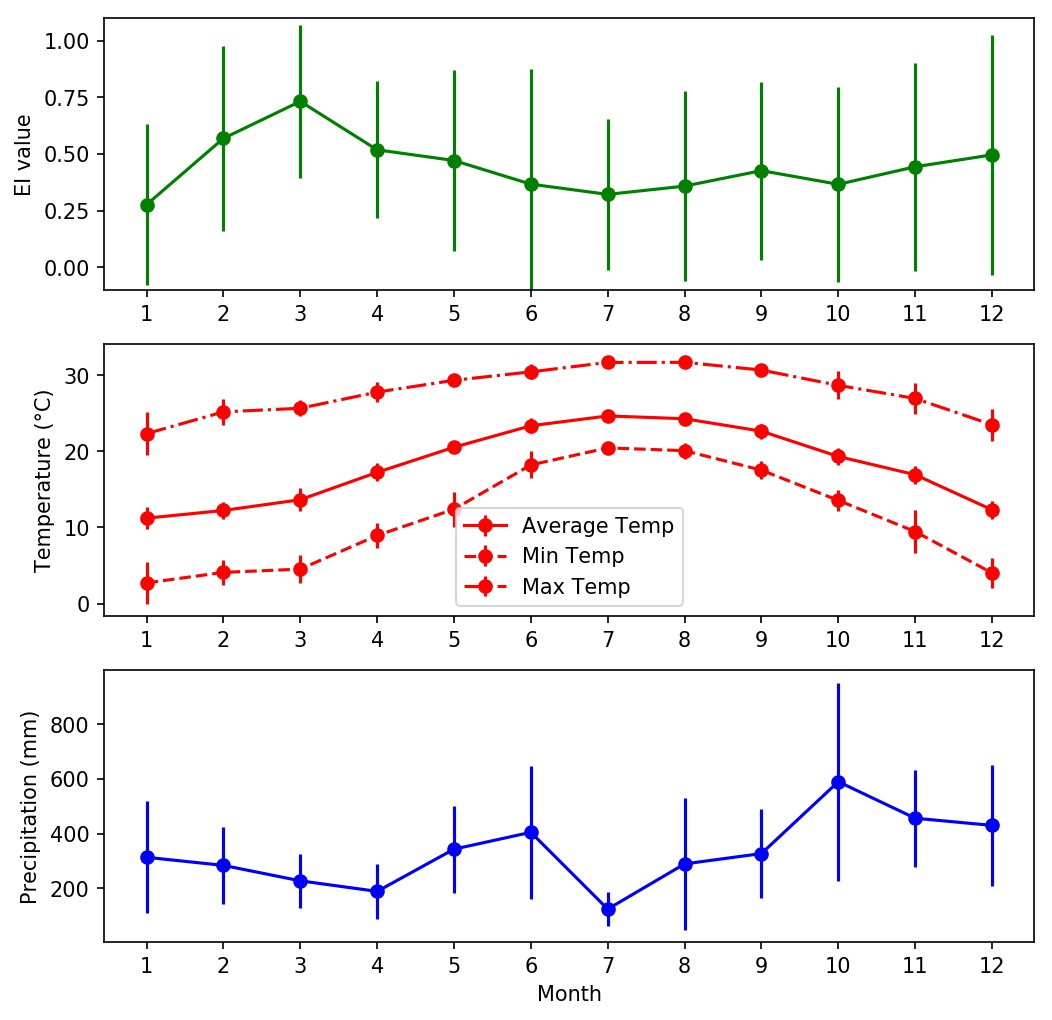 EI value
1.00
0.75
0.50
0.25
0.00
1 2 3 4 5 6 7 8 9 10 11 12
Temperature (°C)
30
20
10
0
Average Temp
Min Temp
Max Temp
1 2 3 4 5 6 7 8 9 10 11 12
Precipitation (mm)
800
600
400
200
1 2 3 4 5 6 7 8 9 10 11 12
Month